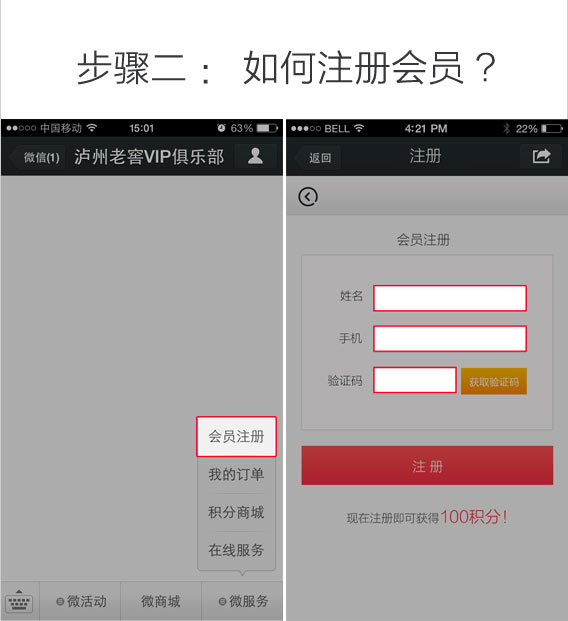 步骤二： 如何注册会员？
中国移动 15:01 63%
微信(1) 泸州老窖VIP俱乐部
会员注册
我的订单
积分商城
在线服务
微活动 微商城 微服务
BELL 4:21 PM 22%
返回 注册
会员注册
姓名
手机
验证码 获取验证码
注 册
现在注册即可获得100积分！